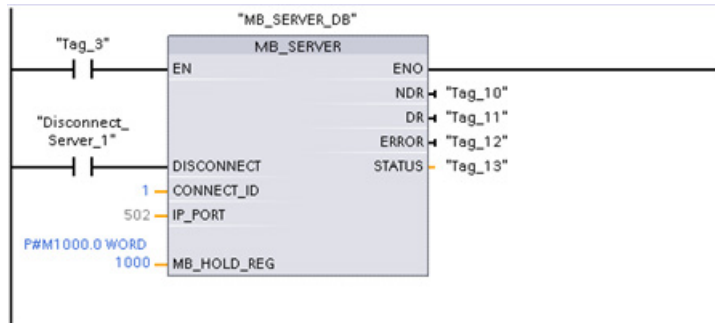 "MB_SERVER_DB"
"Tag_3"
MB_SERVER
EN
ENO
NDR
"Tag_10"
DR
"Tag_11"
"Disconnect_
Server_1"
ERROR
"Tag_12"
DISCONNECT
STATUS
"Tag_13"
1
CONNECT_ID
502
IP_PORT
P#M1000.0 WORD
1000
MB_HOLD_REG